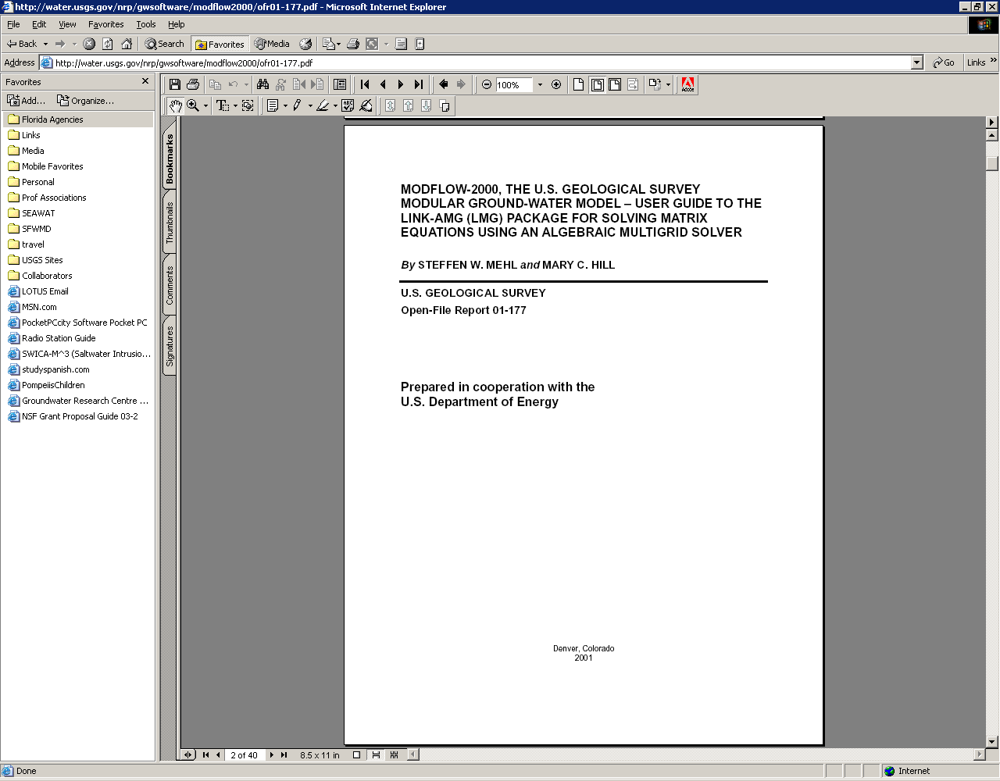 http://water.usgs.gov/nrp/gwsoftware/modflow2000/ofr01-177.pdf - Microsoft Internet Explorer
File Edit View Favorites Tools Help
Back Search Favorites Media
Address http://water.usgs.gov/nrp/gwsoftware/modflow2000/ofr01-177.pdf Go Links »
Favorites
Add... Organize...
Florida Agencies
Links
Media
Mobile Favorites
Personal
Prof Associations
SEAWAT
SFWMD
travel
USGS Sites
Collaborators
LOTUS Email
MSN.com
PocketPCcity Software Pocket PC
Radio Station Guide
SWICA-M^3 (Saltwater Intrusio...
studyspanish.com
PompeiisChildren
Groundwater Research Centre ...
NSF Grant Proposal Guide 03-2
100%
Adobe
Bookmarks
Thumbnails
Comments
Signatures
MODFLOW-2000, THE U.S. GEOLOGICAL SURVEY
MODULAR GROUND-WATER MODEL – USER GUIDE TO THE
LINK-AMG (LMG) PACKAGE FOR SOLVING MATRIX
EQUATIONS USING AN ALGEBRAIC MULTIGRID SOLVER
By STEFFEN W. MEHL and MARY C. HILL
U.S. GEOLOGICAL SURVEY
Open-File Report 01-177
Prepared in cooperation with the
U.S. Department of Energy
Denver, Colorado
2001
2 of 40 8.5 x 11 in
Done Internet